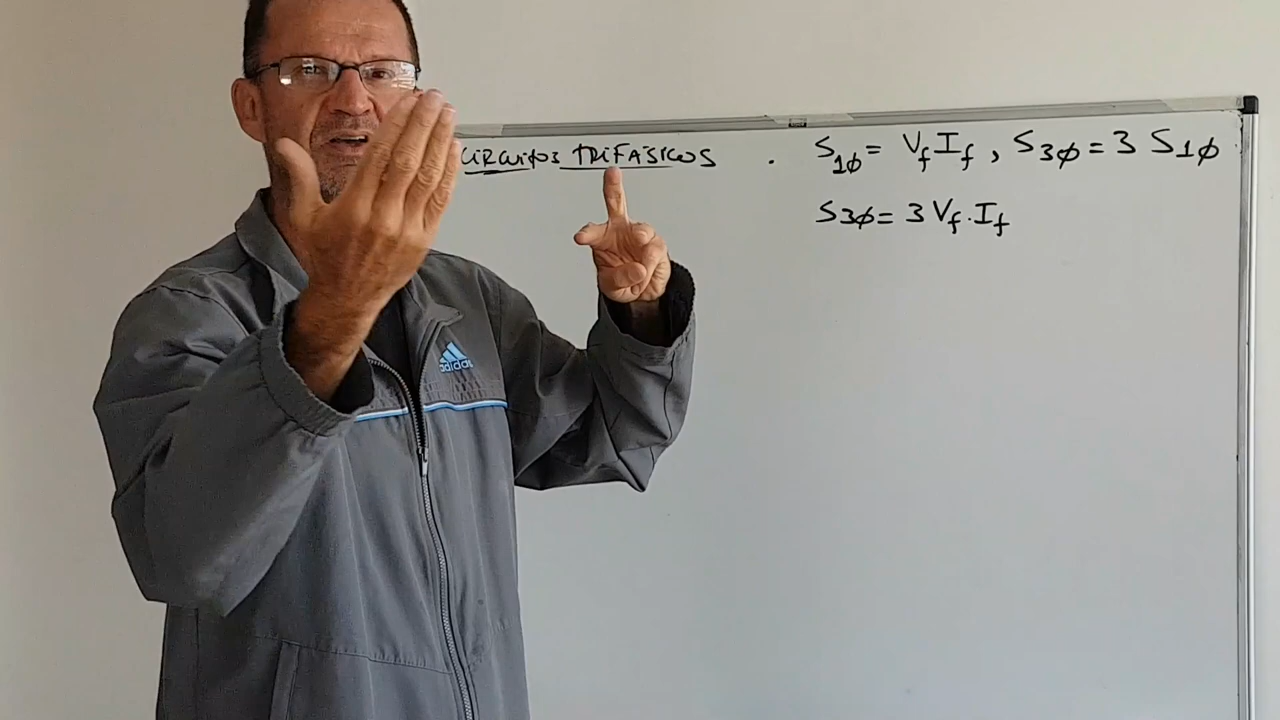 CIRCUITOS TRIFÁSICOS . S1φ = Vf If , S3φ = 3 S1φ
S3φ = 3 Vf . If
adidas